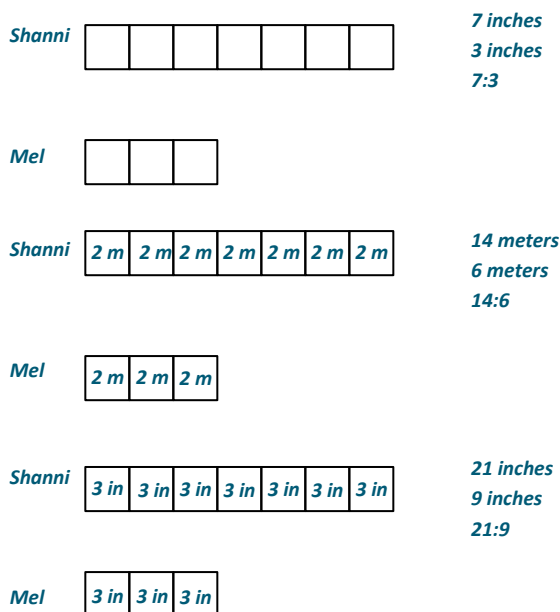 Shanni
7 inches
3 inches
7:3
Mel
Shanni
2 m 2 m 2 m 2 m 2 m 2 m 2 m
14 meters
6 meters
14:6
Mel
2 m 2 m 2 m
Shanni
3 in 3 in 3 in 3 in 3 in 3 in 3 in
21 inches
9 inches
21:9
Mel
3 in 3 in 3 in